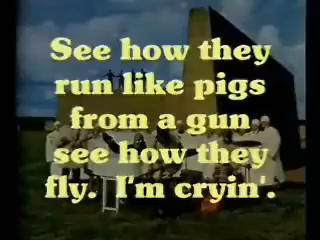 See how they
run like pigs
from a gun
see how they
fly.  I'm cryin'.